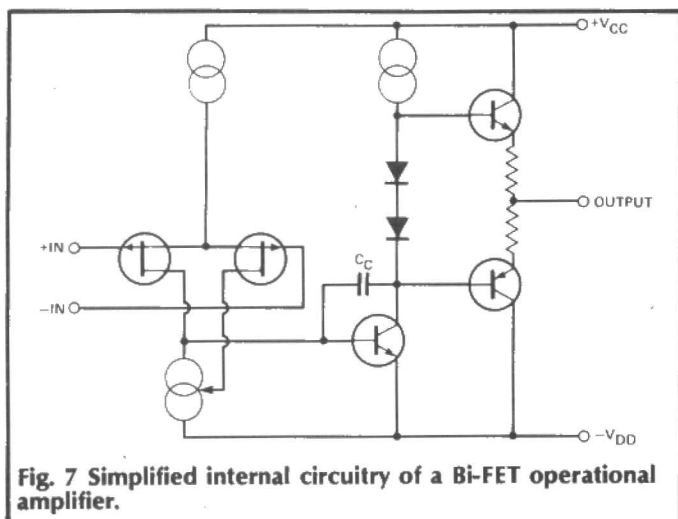 +VCC
+IN
-IN
CC
OUTPUT
-VDD
Fig. 7 Simplified internal circuitry of a Bi-FET operational
amplifier.